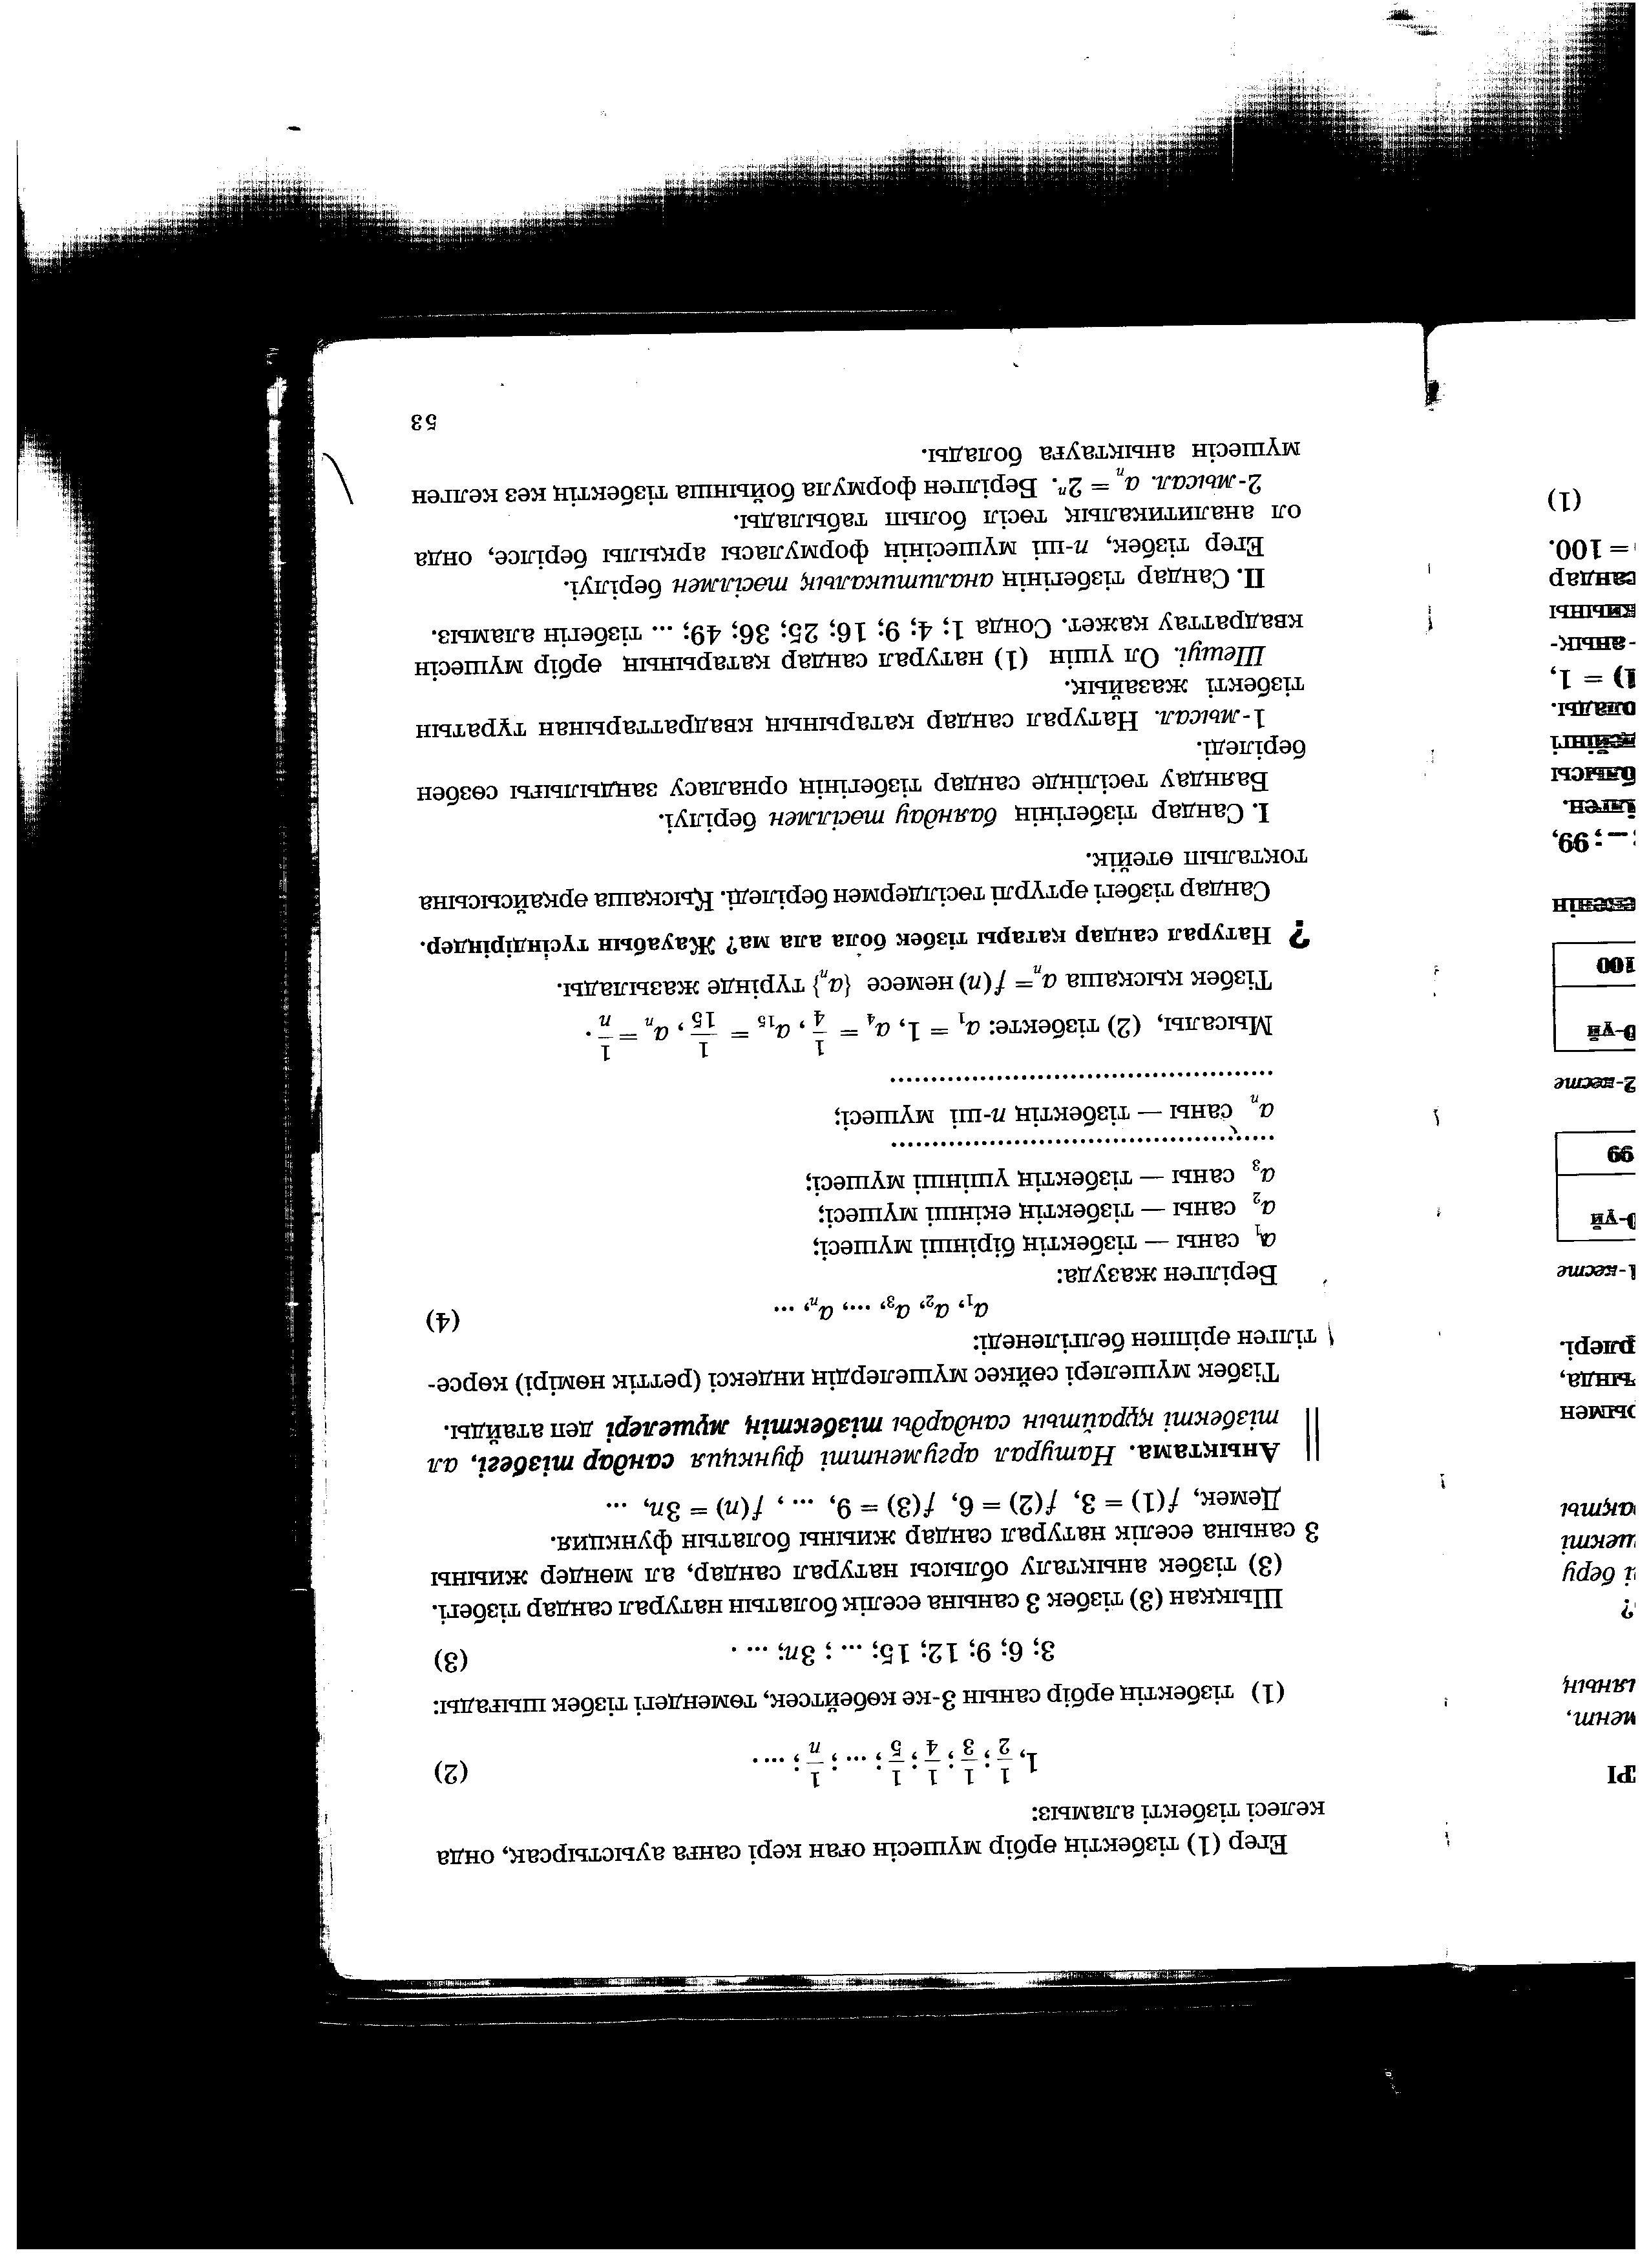 Егер (1) тізбектің әрбір мүшесін оған кері санға ауыстырсақ, онда
келесі тізбекті аламыз:
1, 1/2; 1/3; 1/4; 1/5; ...; 1/n; ... . (2)
(1) тізбектің әрбір санын 3-ке көбейтсек, төмендегі тізбек шығады:
3; 6; 9; 12; 15; ... ; 3n; ... . (3)
Шыққан (3) тізбек 3 санына еселік болатын натурал сандар тізбегі.
(3) тізбек анықталу облысы натурал сандар, ал мәндер жиыны
3 санына еселік натурал сандар жиыны болатын функция.
Демек, f(1) = 3, f(2) = 6, f(3) = 9, ... , f(n) = 3n, ...
Анықтама. Натурал аргументті функция сандар тізбегі, ал
тізбекті құрайтын сандарды тізбектің мүшелері деп атайды.
Тізбек мүшелері сәйкес мүшелердің индексі (реттік нөмірі) көрсе-
тілген әріппен белгіленеді:
a₁, a₂, a₃, ..., aₙ, ... (4)
Берілген жазуда:
a₁ саны — тізбектің бірінші мүшесі;
a₂ саны — тізбектің екінші мүшесі;
a₃ саны — тізбектің үшінші мүшесі;
................................................
aₙ саны — тізбектің n-ші мүшесі;
................................................
Мысалы, (2) тізбекте: a₁ = 1, a₄ = 1/4, a₁₅ = 1/15, aₙ = 1/n.
Тізбек қысқаша aₙ = f(n) немесе {aₙ} түрінде жазылады.
? Натурал сандар қатары тізбек бола ала ма? Жауабын түсіндіріңдер.
Сандар тізбегі әртүрлі тәсілдермен беріледі. Қысқаша әрқайсысына
тоқталып өтейік.
I. Сандар тізбегінің баяндау тәсілмен берілуі.
Баяндау тәсілінде сандар тізбегінің орналасу заңдылығы сөзбен
беріледі.
1-мысал. Натурал сандар қатарының квадраттарынан тұратын
тізбекті жазайық.
Шешуі. Ол үшін (1) натурал сандар қатарының әрбір мүшесін
квадраттау қажет. Сонда 1; 4; 9; 16; 25; 36; 49; ... тізбегін аламыз.
II. Сандар тізбегінің аналитикалық тәсілмен берілуі.
Егер тізбек, n-ші мүшесінің формуласы арқылы берілсе, онда
ол аналитикалық тәсіл болып табылады.
2-мысал. aₙ = 2ⁿ. Берілген формула бойынша тізбектің кез келген
мүшесін анықтауға болады.
53